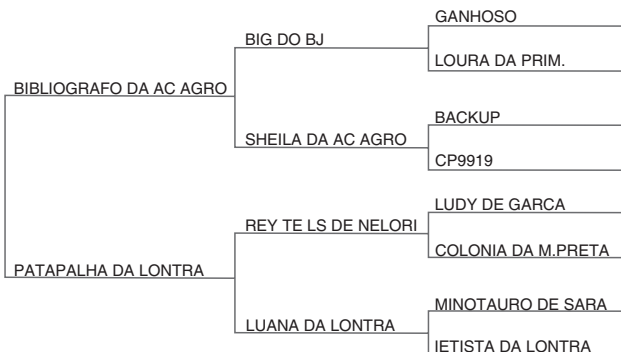 GANHOSO
BIG DO BJ
LOURA DA PRIM.
BIBLIOGRAFO DA AC AGRO
BACKUP
SHEILA DA AC AGRO
CP9919
LUDY DE GARCA
REY TE LS DE NELORI
COLONIA DA M.PRETA
PATAPALHA DA LONTRA
MINOTAURO DE SARA
LUANA DA LONTRA
IETISTA DA LONTRA